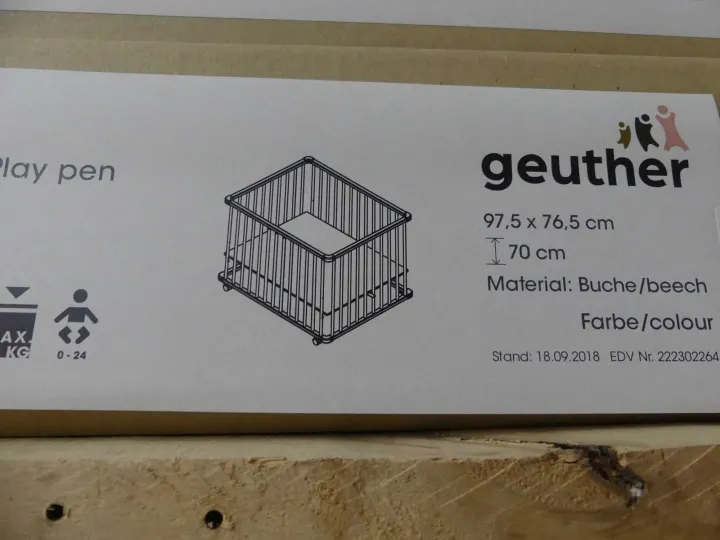 Play pen
geuther
97,5 x 76,5 cm
70 cm
Material: Buche/beech
Farbe/colour
Stand: 18.09.2018 EDV Nr. 222302264
AX.
KG
0 - 24